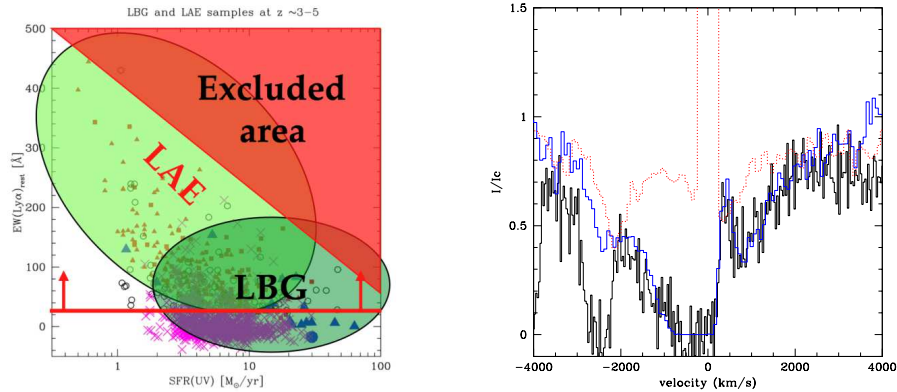 LBG and LAE samples at z ~3-5
500
400
300
200
100
0
EW(Lyα)rest [Å]
Excluded
area
LAE
LBG
1
10
100
SFR(UV) [M⊙/yr]
1.5
1
0.5
0
I/Ic
−4000
−2000
0
2000
4000
velocity (km/s)